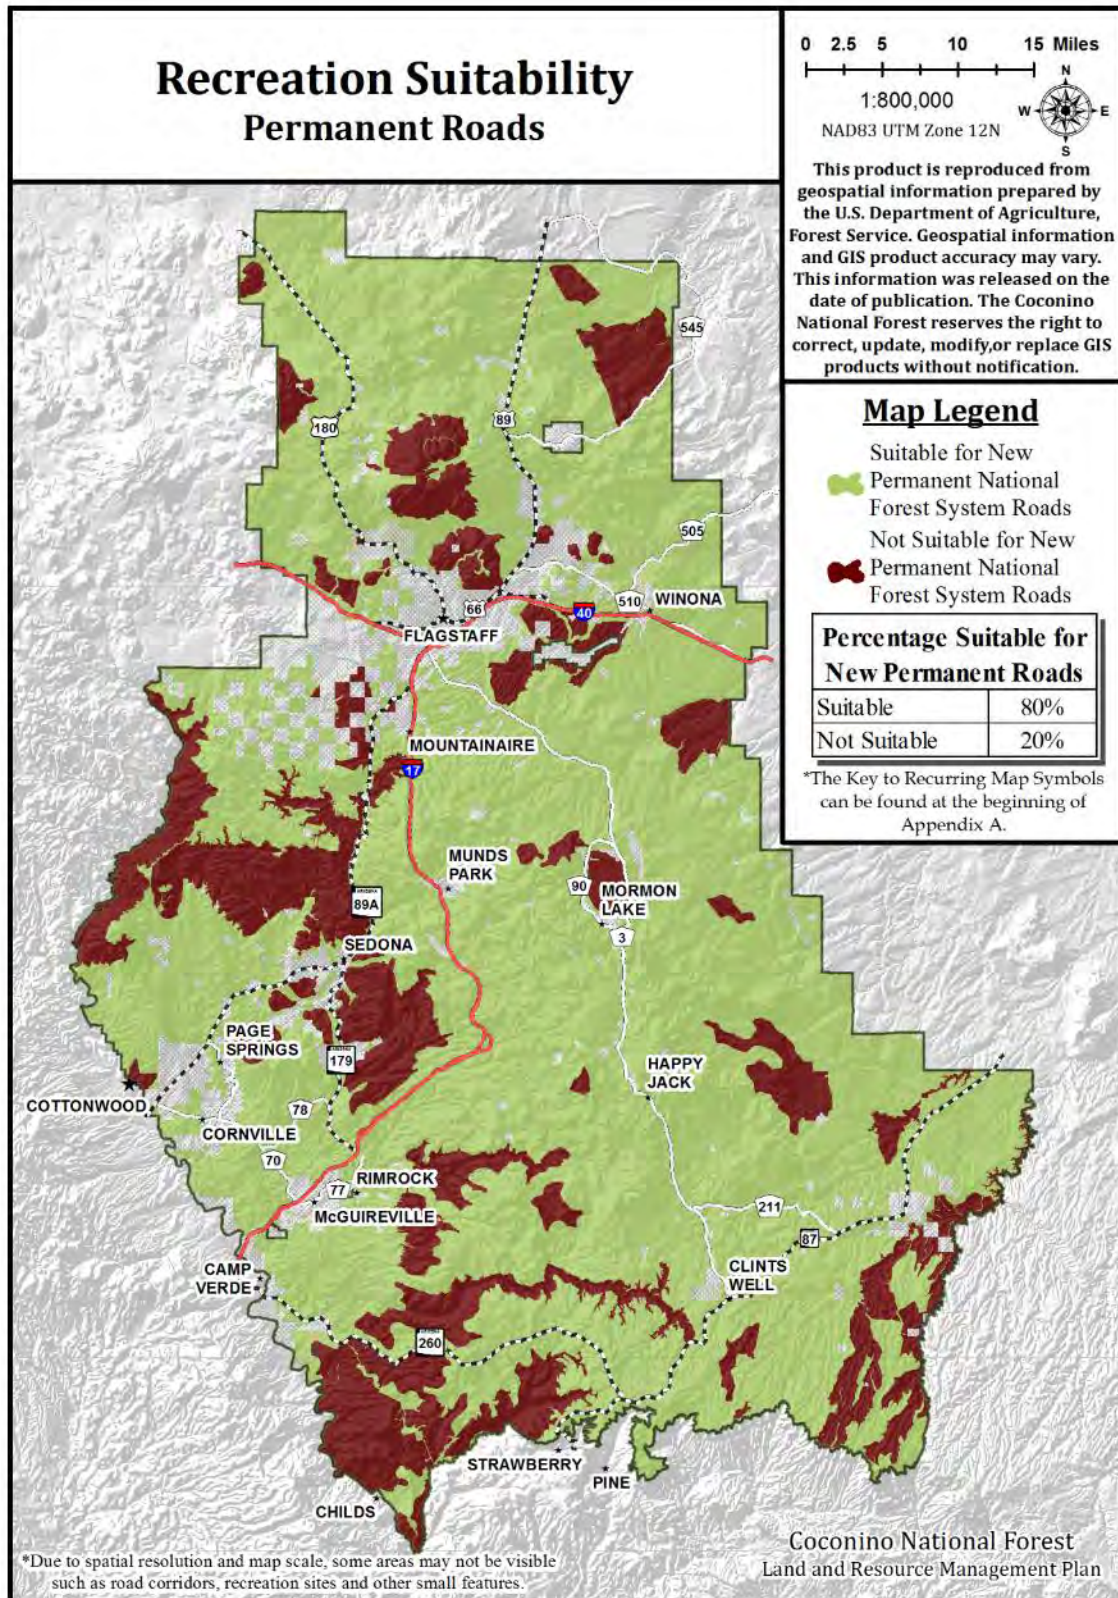 Recreation Suitability
Permanent Roads
0 2.5 5 10 15 Miles
1:800,000
NAD83 UTM Zone 12N
N
W E
S
This product is reproduced from
geospatial information prepared by
the U.S. Department of Agriculture,
Forest Service. Geospatial information
and GIS product accuracy may vary.
This information was released on the
date of publication. The Coconino
National Forest reserves the right to
correct, update, modify,or replace GIS
products without notification.
Map Legend
Suitable for New
Permanent National
Forest System Roads
Not Suitable for New
Permanent National
Forest System Roads
Percentage Suitable for
New Permanent Roads
Suitable 80%
Not Suitable 20%
*The Key to Recurring Map Symbols
can be found at the beginning of
Appendix A.
545
180
89
505
66
40
510
WINONA
FLAGSTAFF
MOUNTAINAIRE
17
MUNDS
PARK
90
MORMON
LAKE
ARIZONA
89A
3
SEDONA
PAGE
SPRINGS
ARIZONA
179
HAPPY
JACK
COTTONWOOD
78
CORNVILLE
70
RIMROCK
77
McGUIREVILLE
211
87
CAMP
VERDE
CLINTS
WELL
ARIZONA
260
STRAWBERRY
PINE
CHILDS
*Due to spatial resolution and map scale, some areas may not be visible
such as road corridors, recreation sites and other small features.
Coconino National Forest
Land and Resource Management Plan